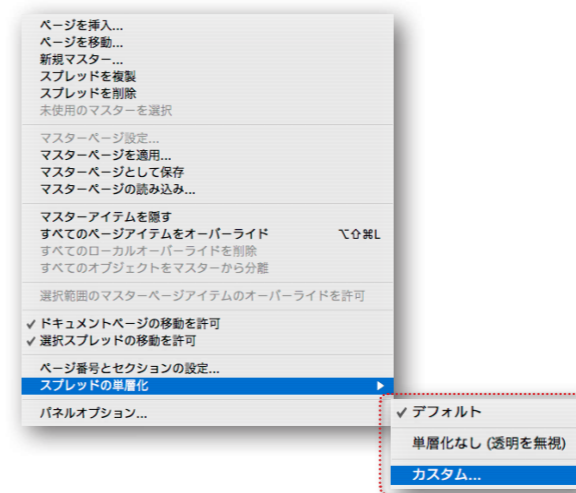 ページを挿入...
ページを移動...
新規マスター...
スプレッドを複製
スプレッドを削除
未使用のマスターを選択
マスターページ設定...
マスターページを適用...
マスターページとして保存
マスターページの読み込み...
マスターアイテムを隠す
すべてのページアイテムをオーバーライド ⌥⇧⌘L
すべてのローカルオーバーライドを削除
すべてのオブジェクトをマスターから分離
選択範囲のマスターページアイテムのオーバーライドを許可
✓ ドキュメントページの移動を許可
✓ 選択スプレッドの移動を許可
ページ番号とセクションの設定...
スプレッドの単層化 ▶
パネルオプション...
✓ デフォルト
単層化なし (透明を無視)
カスタム...